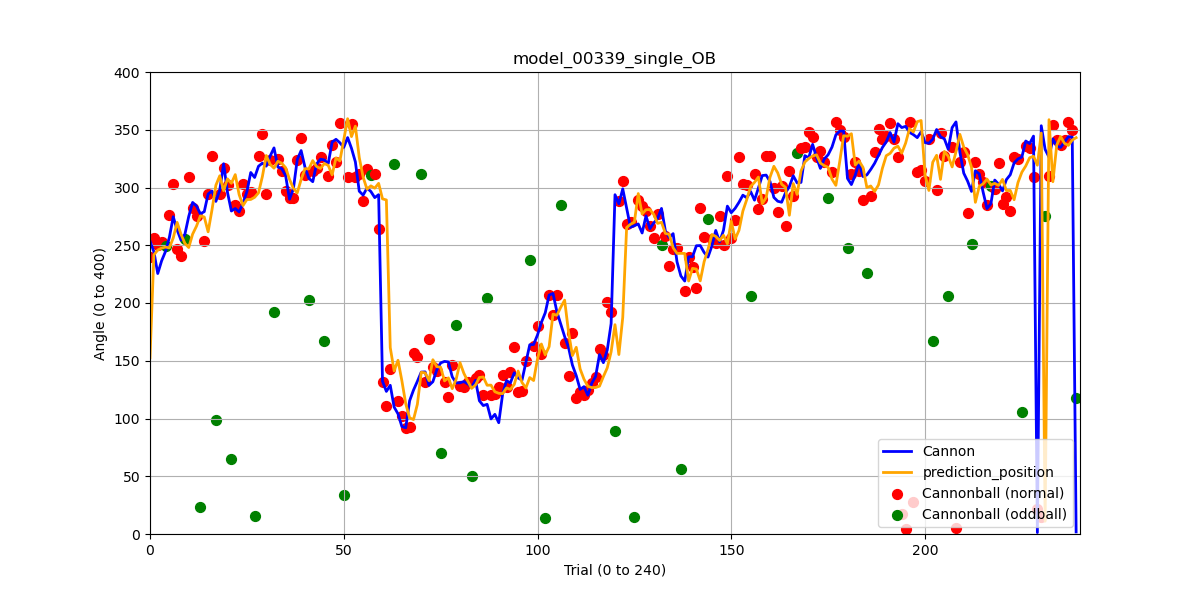 model_00339_single_OB
Angle (0 to 400)
400
350
300
250
200
150
100
50
0
0 50 100 150 200
Trial (0 to 240)
Cannon
prediction_position
Cannonball (normal)
Cannonball (oddball)